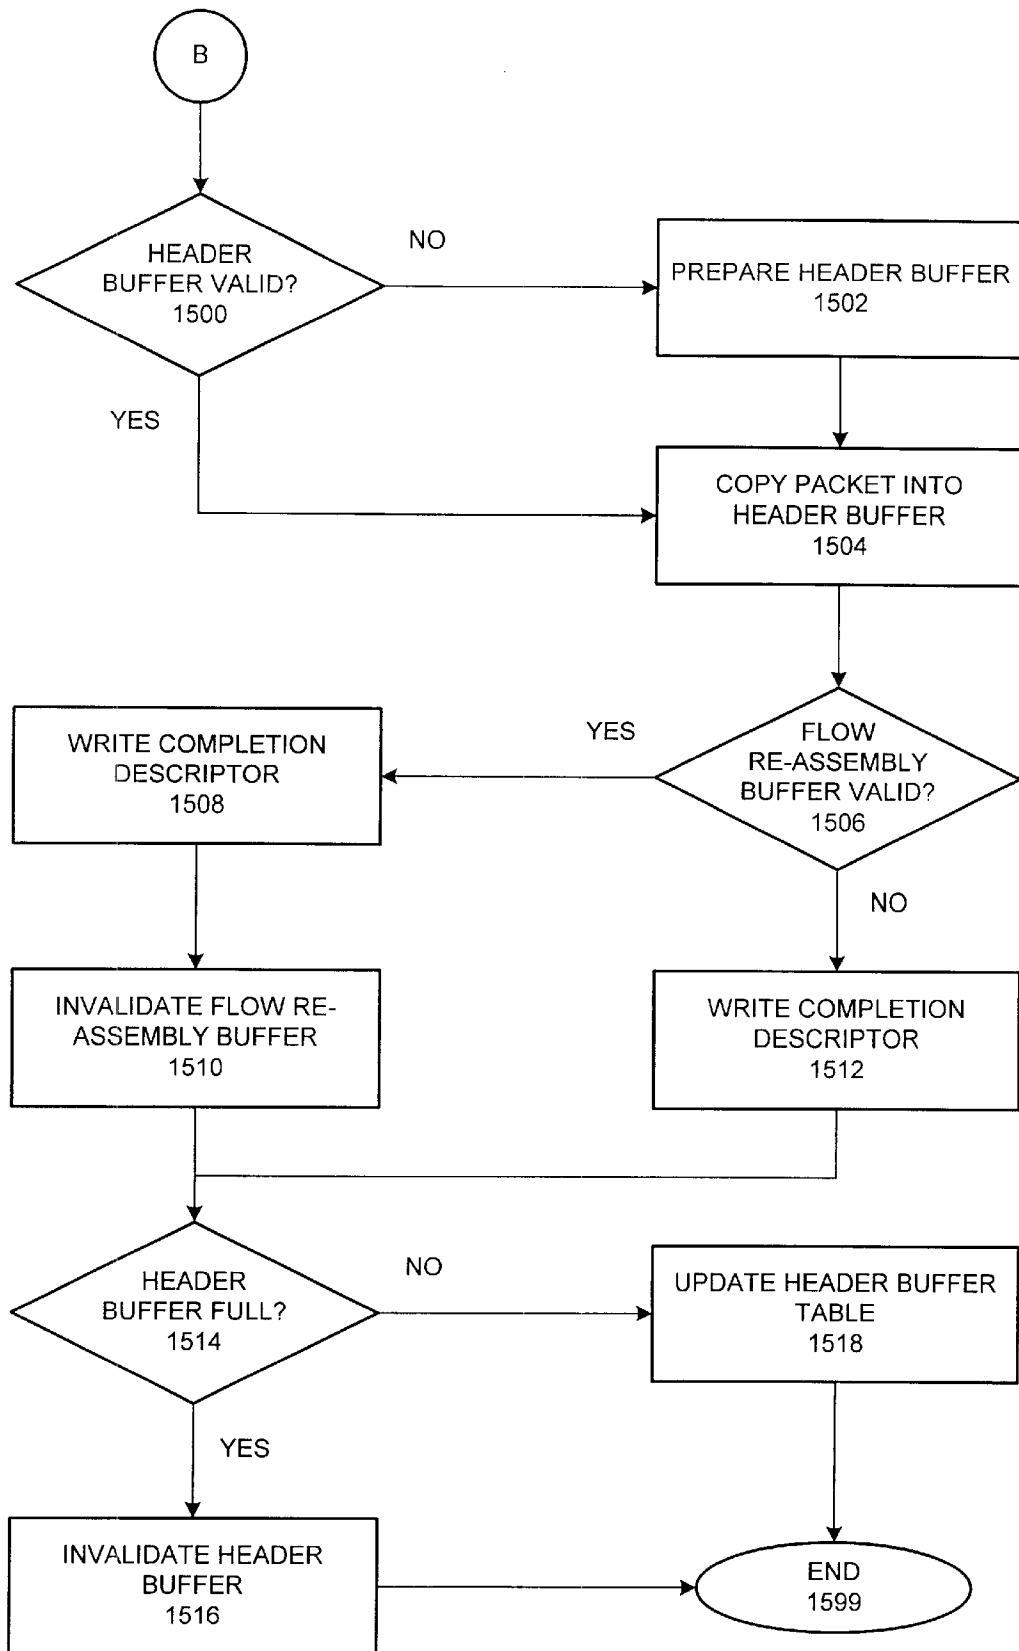 B
HEADER
BUFFER VALID?
1500
NO
PREPARE HEADER BUFFER
1502
YES
COPY PACKET INTO
HEADER BUFFER
1504
WRITE COMPLETION
DESCRIPTOR
1508
YES
FLOW
RE-ASSEMBLY
BUFFER VALID?
1506
NO
INVALIDATE FLOW RE-
ASSEMBLY BUFFER
1510
WRITE COMPLETION
DESCRIPTOR
1512
HEADER
BUFFER FULL?
1514
NO
UPDATE HEADER BUFFER
TABLE
1518
YES
INVALIDATE HEADER
BUFFER
1516
END
1599